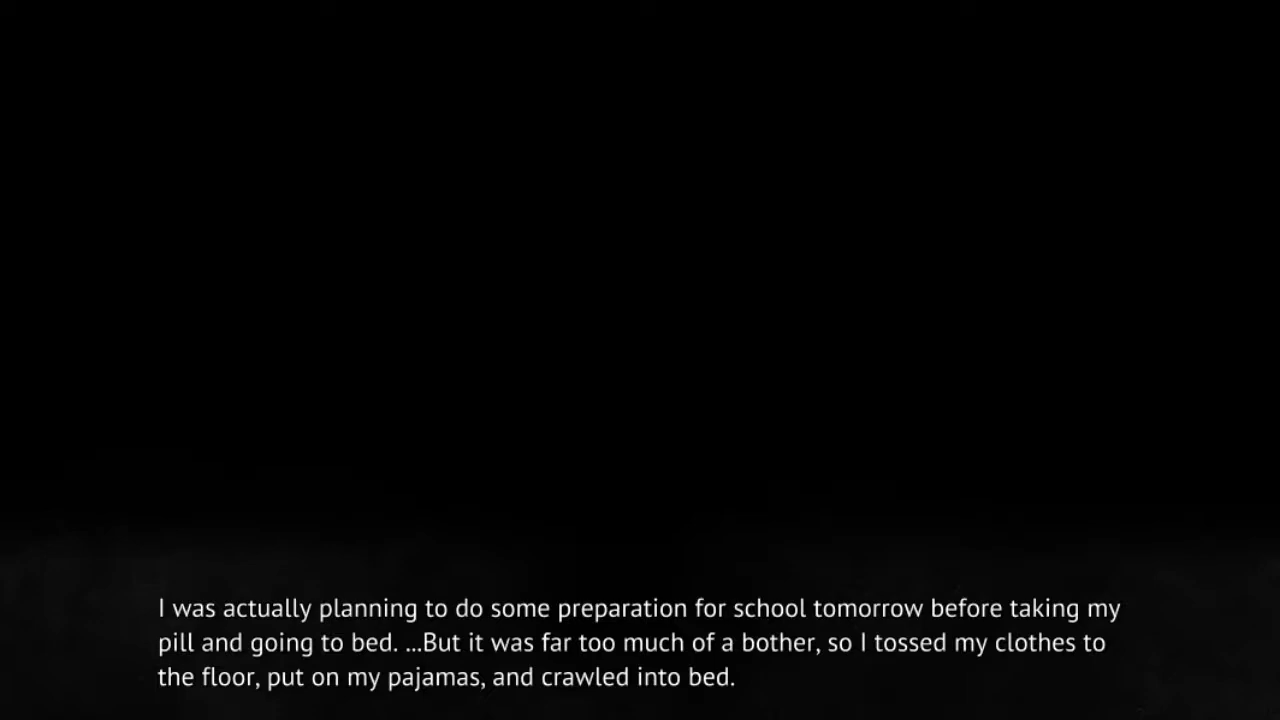 I was actually planning to do some preparation for school tomorrow before taking my
pill and going to bed. ...But it was far too much of a bother, so I tossed my clothes to
the floor, put on my pajamas, and crawled into bed.